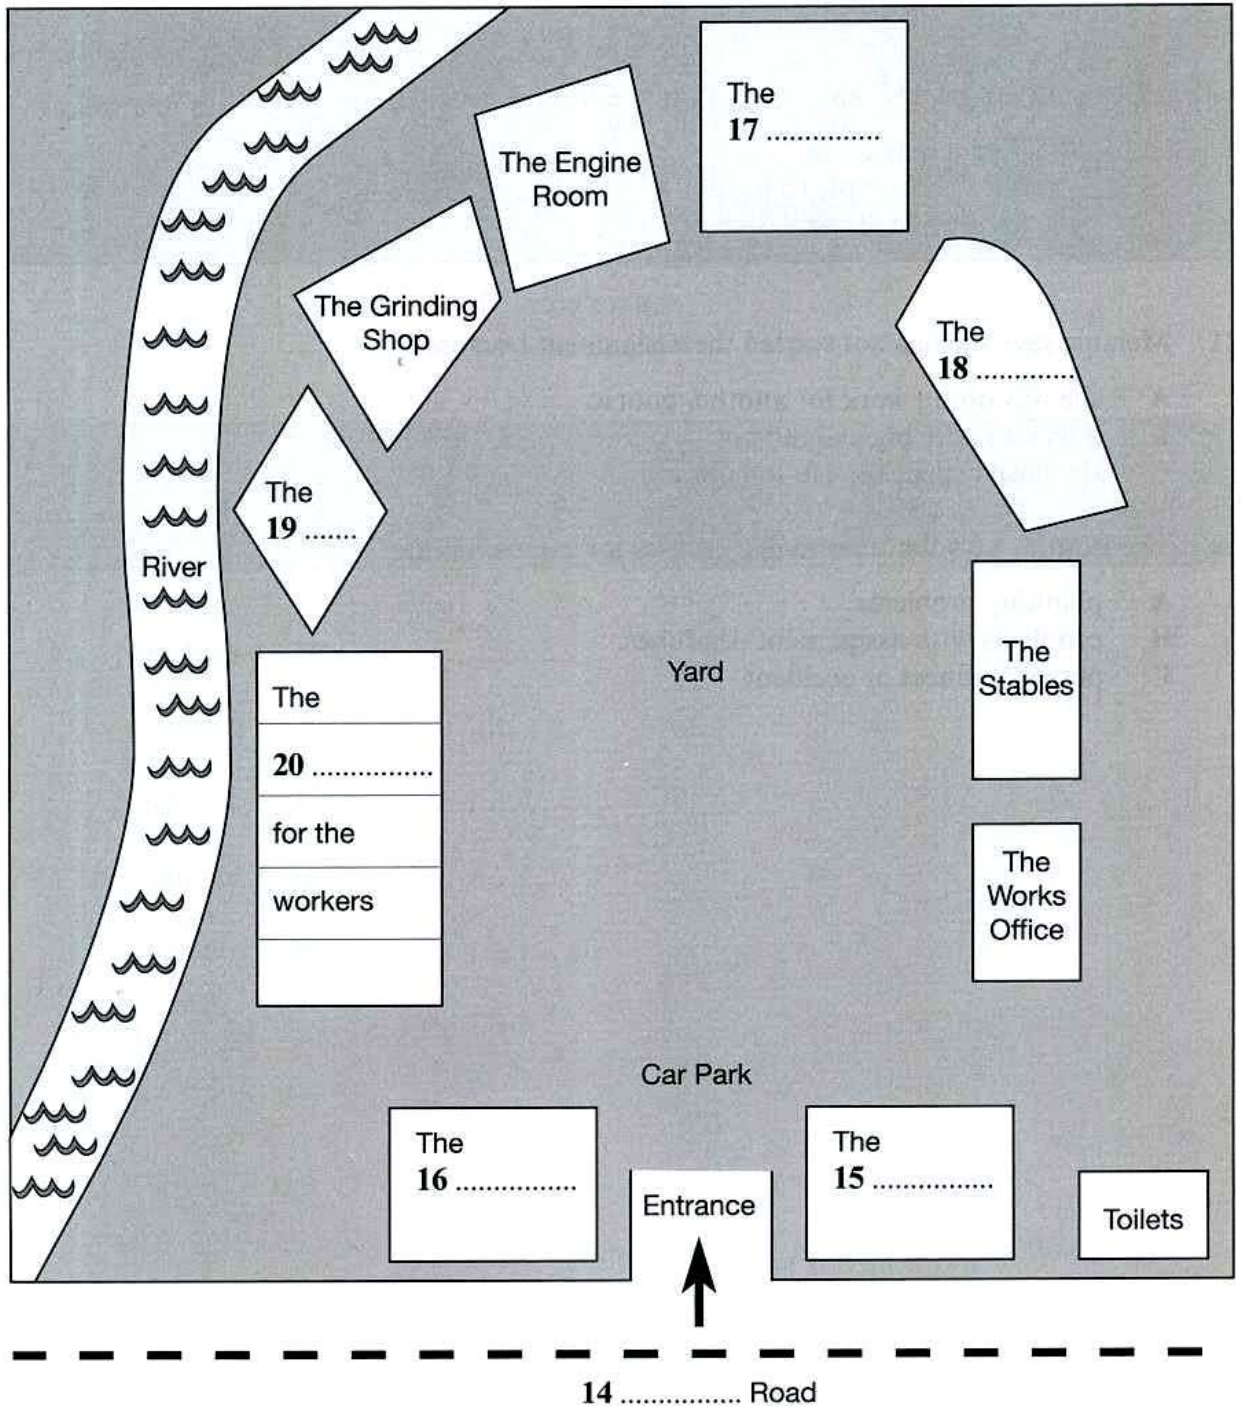 The
17 ...............
The Engine
Room
The Grinding
Shop
The
18 .............
The
19 .......
River
Yard
The
Stables
The
20 ................
for the
workers
The
Works
Office
Car Park
The
16 ................
The
15 ................
Entrance
Toilets
14 ................ Road